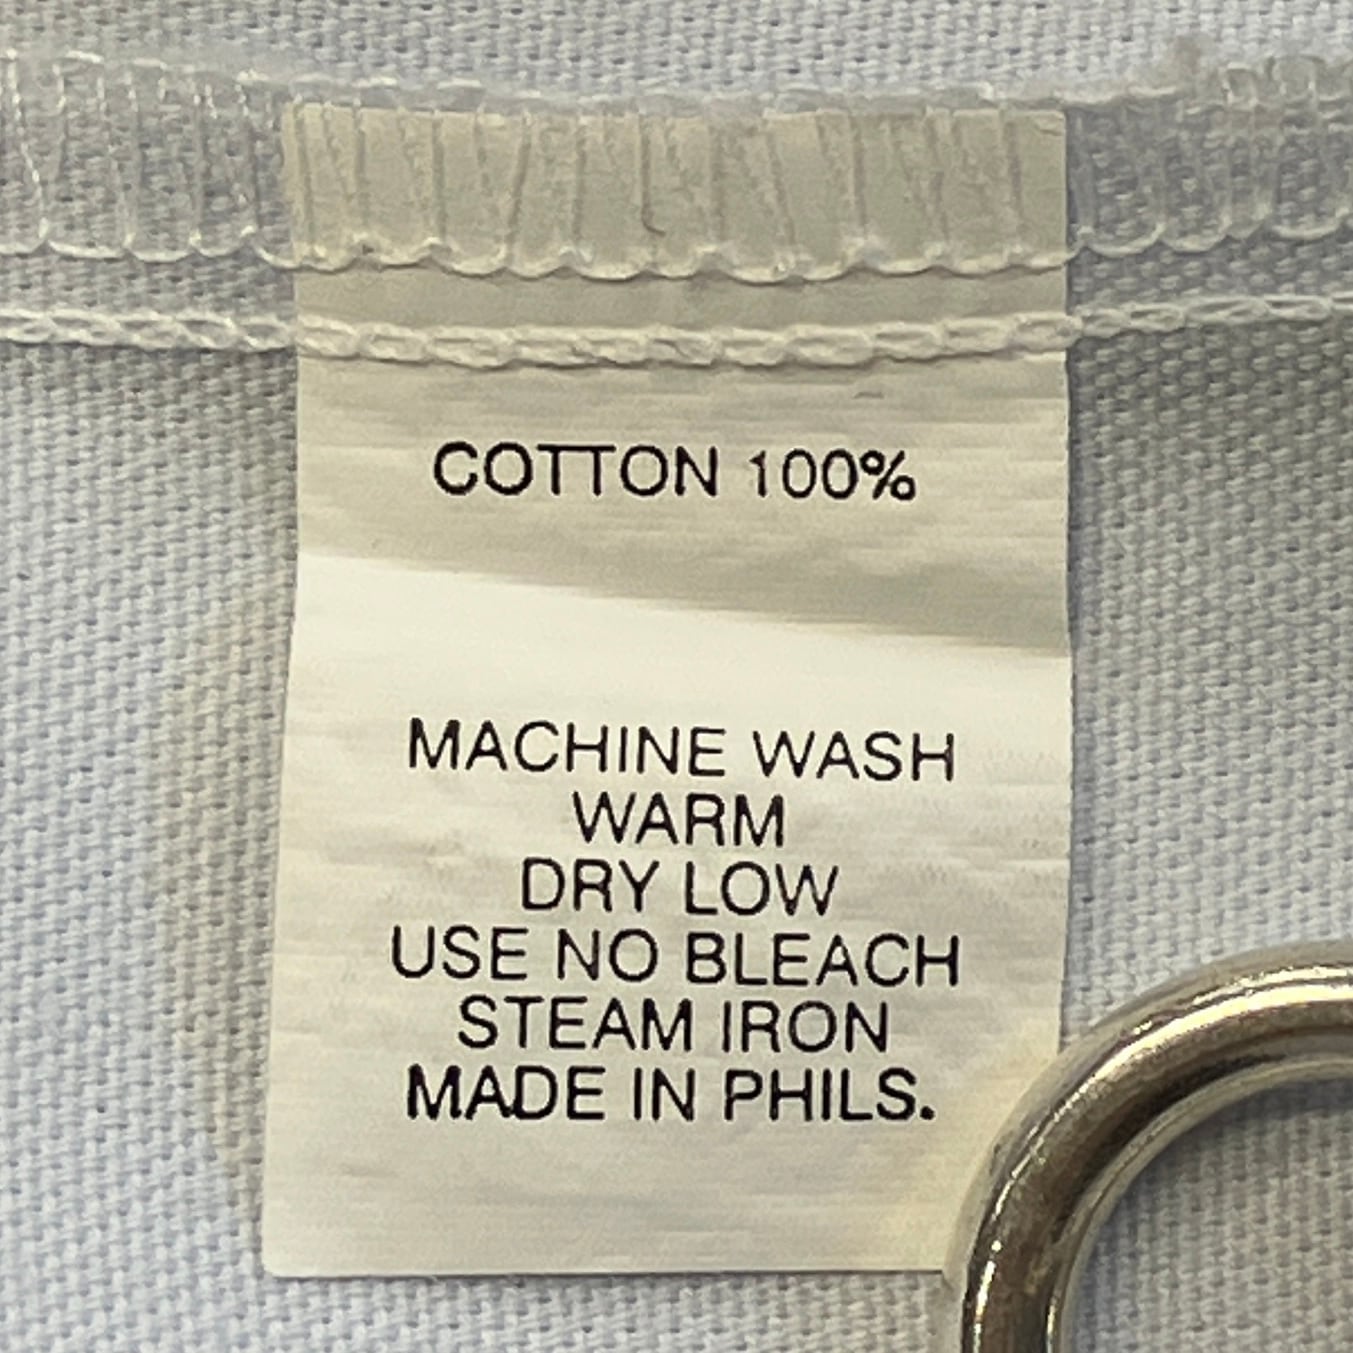 COTTON 100%
MACHINE WASH
WARM
DRY LOW
USE NO BLEACH
STEAM IRON
MADE IN PHILS.